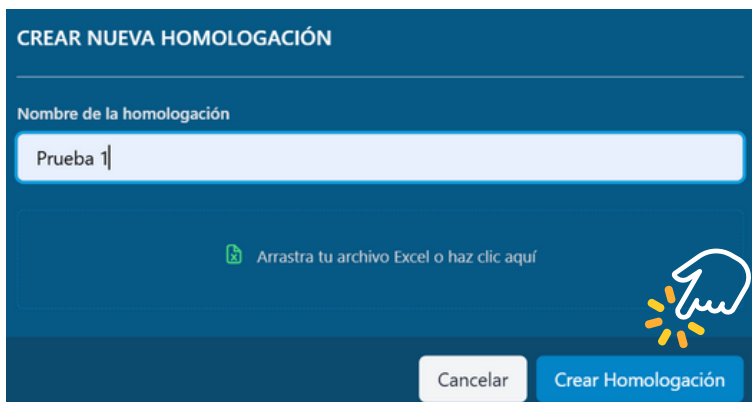 CREAR NUEVA HOMOLOGACIÓN
Nombre de la homologación
Prueba 1
Arrastra tu archivo Excel o haz clic aquí
Cancelar
Crear Homologación